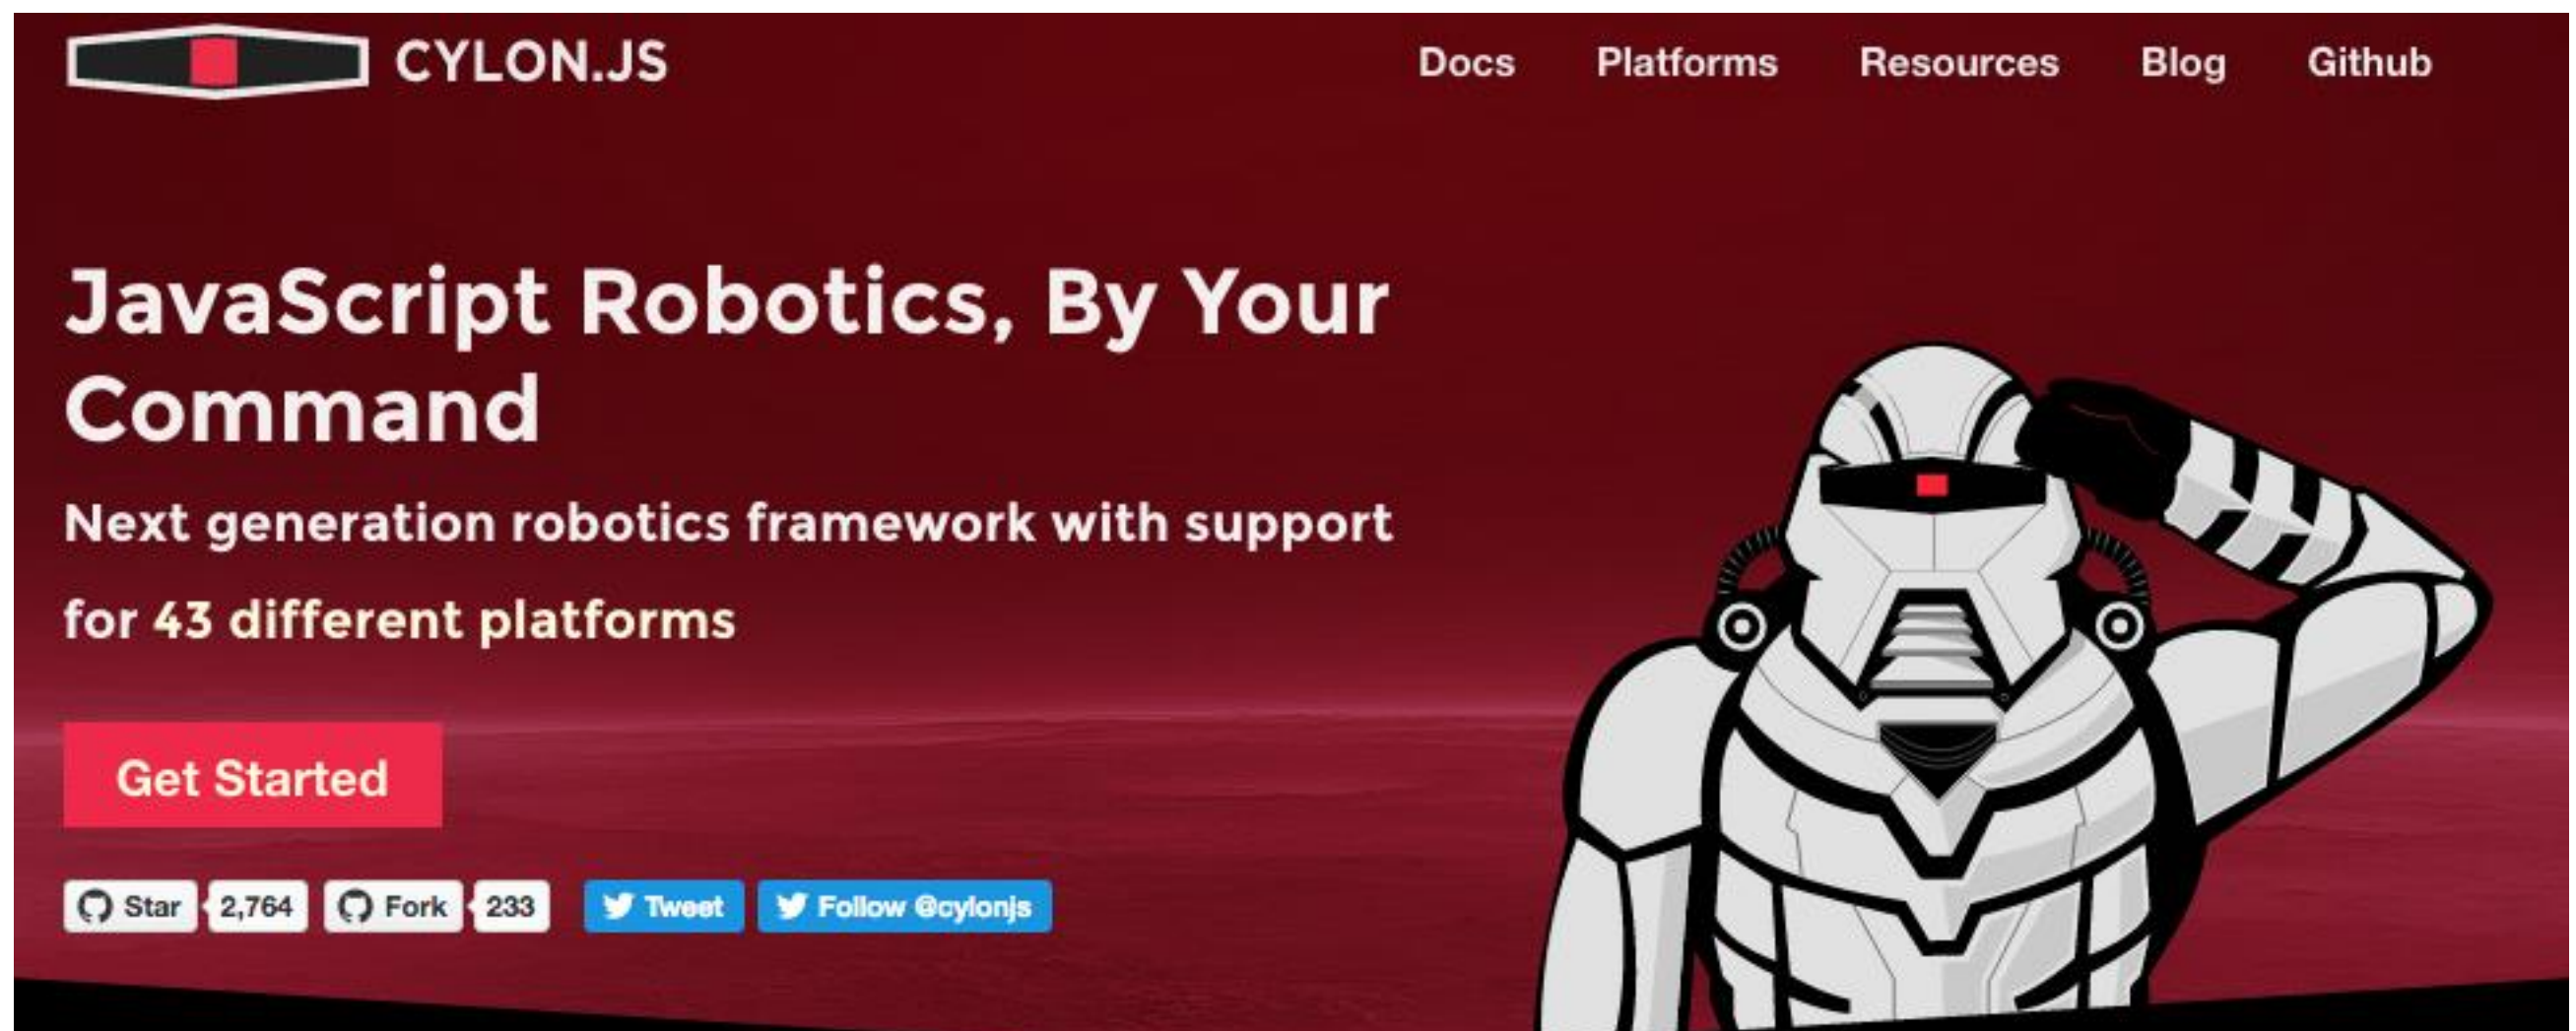 CYLON.JS
Docs Platforms Resources Blog Github
JavaScript Robotics, By Your
Command
Next generation robotics framework with support
for 43 different platforms
Get Started
Star 2,764 Fork 233 Tweet Follow @cylonjs